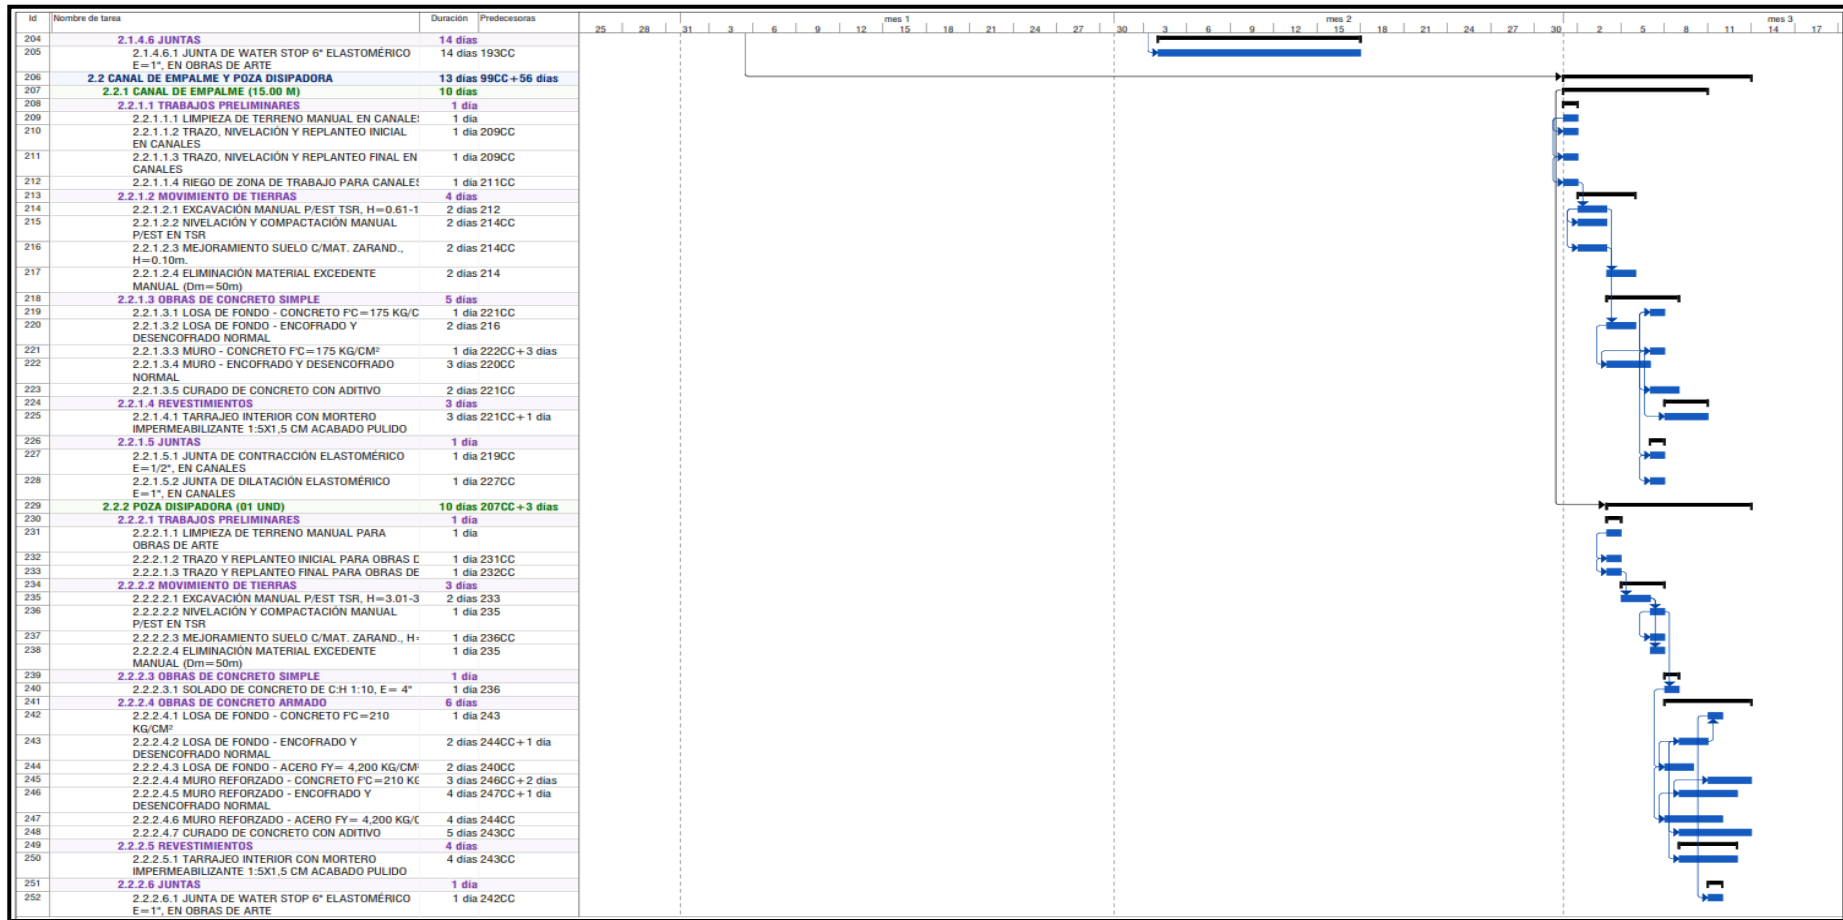 Id Nombre de tarea Duración Predecesoras mes 1 mes 2 mes 3
25 28 31 3 6 9 12 15 18 21 24 27 30 3 6 9 12 15 18 21 24 27 30 2 5 8 11 14 17
204 2.1.4.6 JUNTAS 14 días
205 2.1.4.6.1 JUNTA DE WATER STOP 6" ELASTOMÉRICO 14 días 193CC
E=1", EN OBRAS DE ARTE
206 2.2 CANAL DE EMPALME Y POZA DISIPADORA 13 días 99CC+56 días
207 2.2.1 CANAL DE EMPALME (15.00 M) 10 días
208 2.2.1.1 TRABAJOS PRELIMINARES 1 día
209 2.2.1.1.1 LIMPIEZA DE TERRENO MANUAL EN CANALES 1 día
210 2.2.1.1.2 TRAZO, NIVELACIÓN Y REPLANTEO INICIAL 1 día 209CC
EN CANALES
211 2.2.1.1.3 TRAZO, NIVELACIÓN Y REPLANTEO FINAL EN 1 día 209CC
CANALES
212 2.2.1.1.4 RIEGO DE ZONA DE TRABAJO PARA CANALES 1 día 211CC
213 2.2.1.2 MOVIMIENTO DE TIERRAS 4 días
214 2.2.1.2.1 EXCAVACIÓN MANUAL P/EST TSR, H=0.61-1 2 días 212
215 2.2.1.2.2 NIVELACIÓN Y COMPACTACIÓN MANUAL 2 días 214CC
P/EST EN TSR
216 2.2.1.2.3 MEJORAMIENTO SUELO C/MAT. ZARAND., 2 días 214CC
H=0.10m.
217 2.2.1.2.4 ELIMINACIÓN MATERIAL EXCEDENTE 2 días 214
MANUAL (Dm=50m)
218 2.2.1.3 OBRAS DE CONCRETO SIMPLE 5 días
219 2.2.1.3.1 LOSA DE FONDO - CONCRETO F'C=175 KG/C 1 día 221CC
220 2.2.1.3.2 LOSA DE FONDO - ENCOFRADO Y 2 días 216
DESENCOFRADO NORMAL
221 2.2.1.3.3 MURO - CONCRETO F'C=175 KG/CM² 1 día 222CC+3 días
222 2.2.1.3.4 MURO - ENCOFRADO Y DESENCOFRADO 3 días 220CC
NORMAL
223 2.2.1.3.5 CURADO DE CONCRETO CON ADITIVO 2 días 221CC
224 2.2.1.4 REVESTIMIENTOS 3 días
225 2.2.1.4.1 TARRAJEO INTERIOR CON MORTERO 3 días 221CC+1 día
IMPERMEABILIZANTE 1:5X1,5 CM ACABADO PULIDO
226 2.2.1.5 JUNTAS 1 día
227 2.2.1.5.1 JUNTA DE CONTRACCIÓN ELASTOMÉRICO 1 día 219CC
E=1/2", EN CANALES
228 2.2.1.5.2 JUNTA DE DILATACIÓN ELASTOMÉRICO 1 día 227CC
E=1", EN CANALES
229 2.2.2 POZA DISIPADORA (01 UND) 10 días 207CC+3 días
230 2.2.2.1 TRABAJOS PRELIMINARES 1 día
231 2.2.2.1.1 LIMPIEZA DE TERRENO MANUAL PARA 1 día
OBRAS DE ARTE
232 2.2.2.1.2 TRAZO Y REPLANTEO INICIAL PARA OBRAS D 1 día 231CC
233 2.2.2.1.3 TRAZO Y REPLANTEO FINAL PARA OBRAS DE 1 día 232CC
234 2.2.2.2 MOVIMIENTO DE TIERRAS 3 días
235 2.2.2.2.1 EXCAVACIÓN MANUAL P/EST TSR, H=3.01-3 2 días 233
236 2.2.2.2.2 NIVELACIÓN Y COMPACTACIÓN MANUAL 1 día 235
P/EST EN TSR
237 2.2.2.2.3 MEJORAMIENTO SUELO C/MAT. ZARAND., H= 1 día 236CC
238 2.2.2.2.4 ELIMINACIÓN MATERIAL EXCEDENTE 1 día 235
MANUAL (Dm=50m)
239 2.2.2.3 OBRAS DE CONCRETO SIMPLE 1 día
240 2.2.2.3.1 SOLADO DE CONCRETO DE C:H 1:10, E= 4" 1 día 236
241 2.2.2.4 OBRAS DE CONCRETO ARMADO 6 días
242 2.2.2.4.1 LOSA DE FONDO - CONCRETO F'C=210 1 día 243
KG/CM²
243 2.2.2.4.2 LOSA DE FONDO - ENCOFRADO Y 2 días 244CC+1 día
DESENCOFRADO NORMAL
244 2.2.2.4.3 LOSA DE FONDO - ACERO FY= 4,200 KG/CM² 2 días 240CC
245 2.2.2.4.4 MURO REFORZADO - CONCRETO F'C=210 KG 3 días 246CC+2 días
246 2.2.2.4.5 MURO REFORZADO - ENCOFRADO Y 4 días 247CC+1 día
DESENCOFRADO NORMAL
247 2.2.2.4.6 MURO REFORZADO - ACERO FY= 4,200 KG/C 4 días 244CC
248 2.2.2.4.7 CURADO DE CONCRETO CON ADITIVO 5 días 243CC
249 2.2.2.5 REVESTIMIENTOS 4 días
250 2.2.2.5.1 TARRAJEO INTERIOR CON MORTERO 4 días 243CC
IMPERMEABILIZANTE 1:5X1,5 CM ACABADO PULIDO
251 2.2.2.6 JUNTAS 1 día
252 2.2.2.6.1 JUNTA DE WATER STOP 6" ELASTOMÉRICO 1 día 242CC
E=1", EN OBRAS DE ARTE